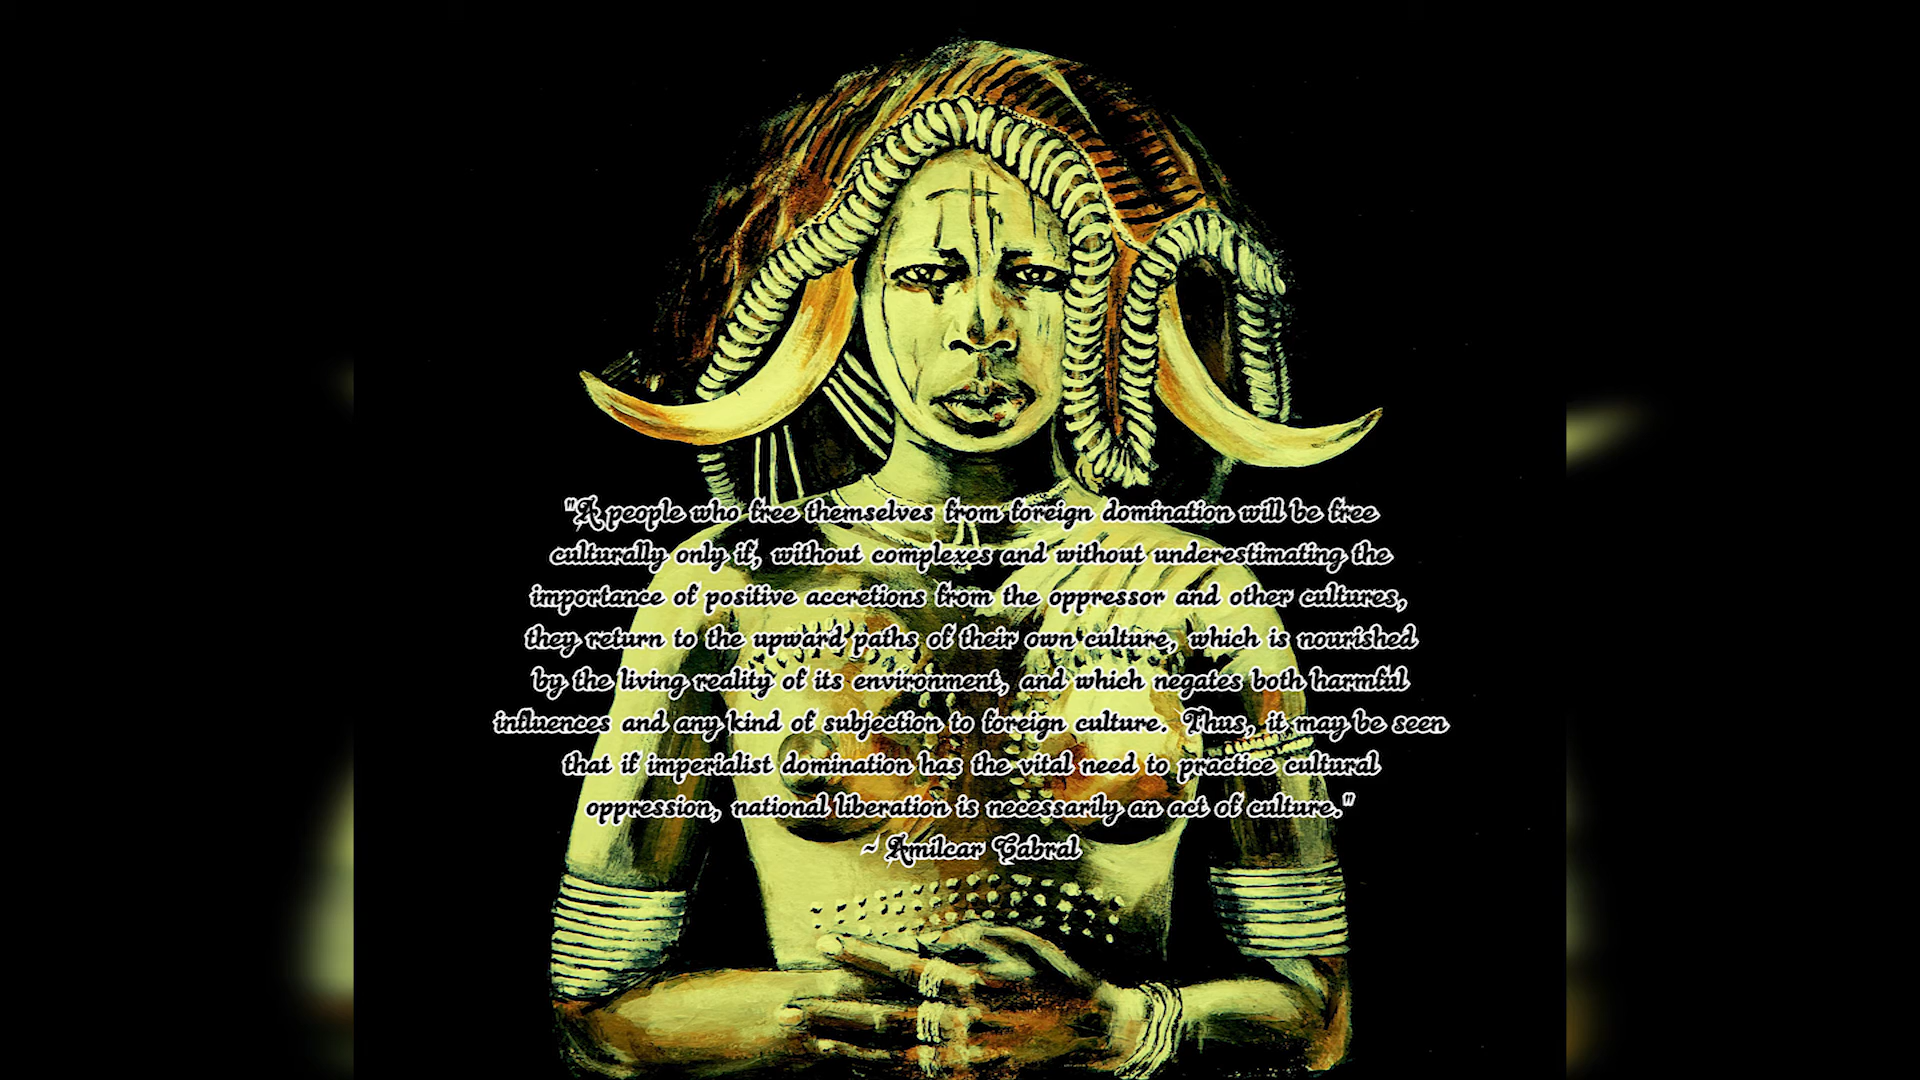 "A people who free themselves from foreign domination will be free
culturally only if, without complexes and without underestimating the
importance of positive accretions from the oppressor and other cultures,
they return to the upward paths of their own culture, which is nourished
by the living reality of its environment, and which negates both harmful
influences and any kind of subjection to foreign culture. Thus, it may be seen
that if imperialist domination has the vital need to practice cultural
oppression, national liberation is necessarily an act of culture."
~ Amilcar Cabral